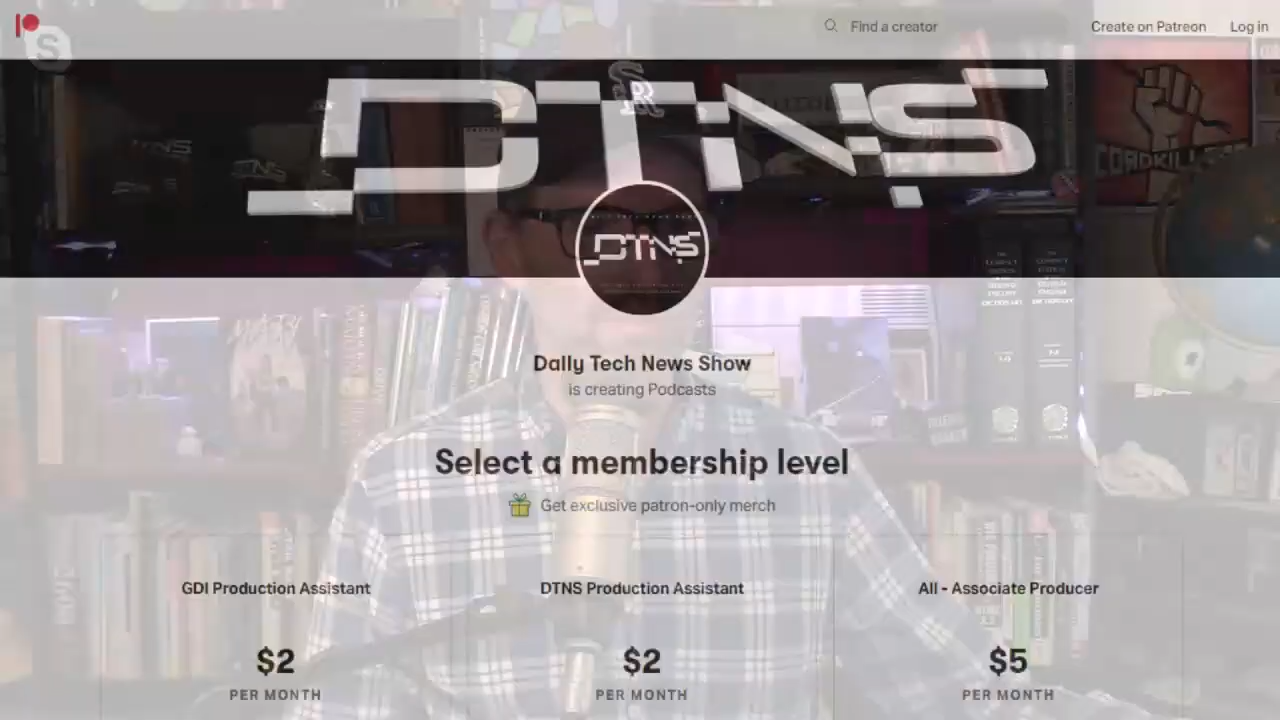 Find a creator
Create on Patreon
Log in
S
DTNS
DTNS
Daily Tech News Show
is creating Podcasts
Select a membership level
Get exclusive patron-only merch
GDI Production Assistant
DTNS Production Assistant
All - Associate Producer
$2
$2
$5
PER MONTH
PER MONTH
PER MONTH